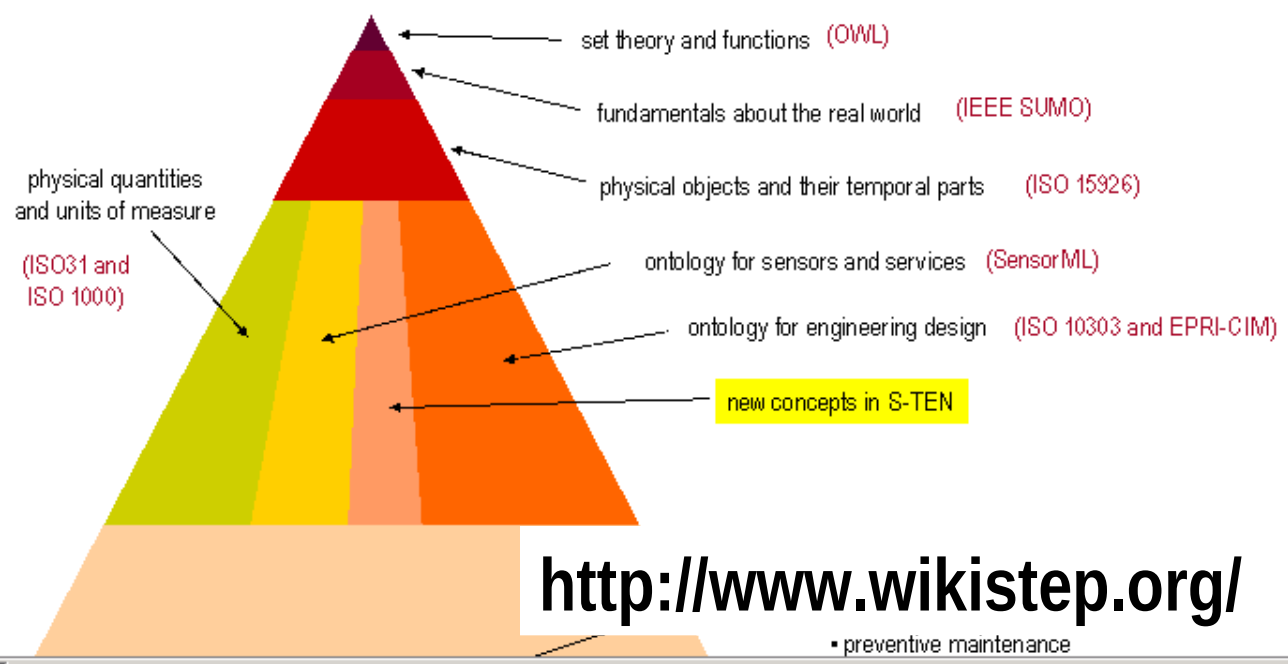 set theory and functions (OWL)
fundamentals about the real world (IEEE SUMO)
physical objects and their temporal parts (ISO 15926)
physical quantities
and units of measure
(ISO31 and
ISO 1000)
ontology for sensors and services (SensorML)
ontology for engineering design (ISO 10303 and EPRI-CIM)
new concepts in S-TEN
http://www.wikistep.org/
▪ preventive maintenance